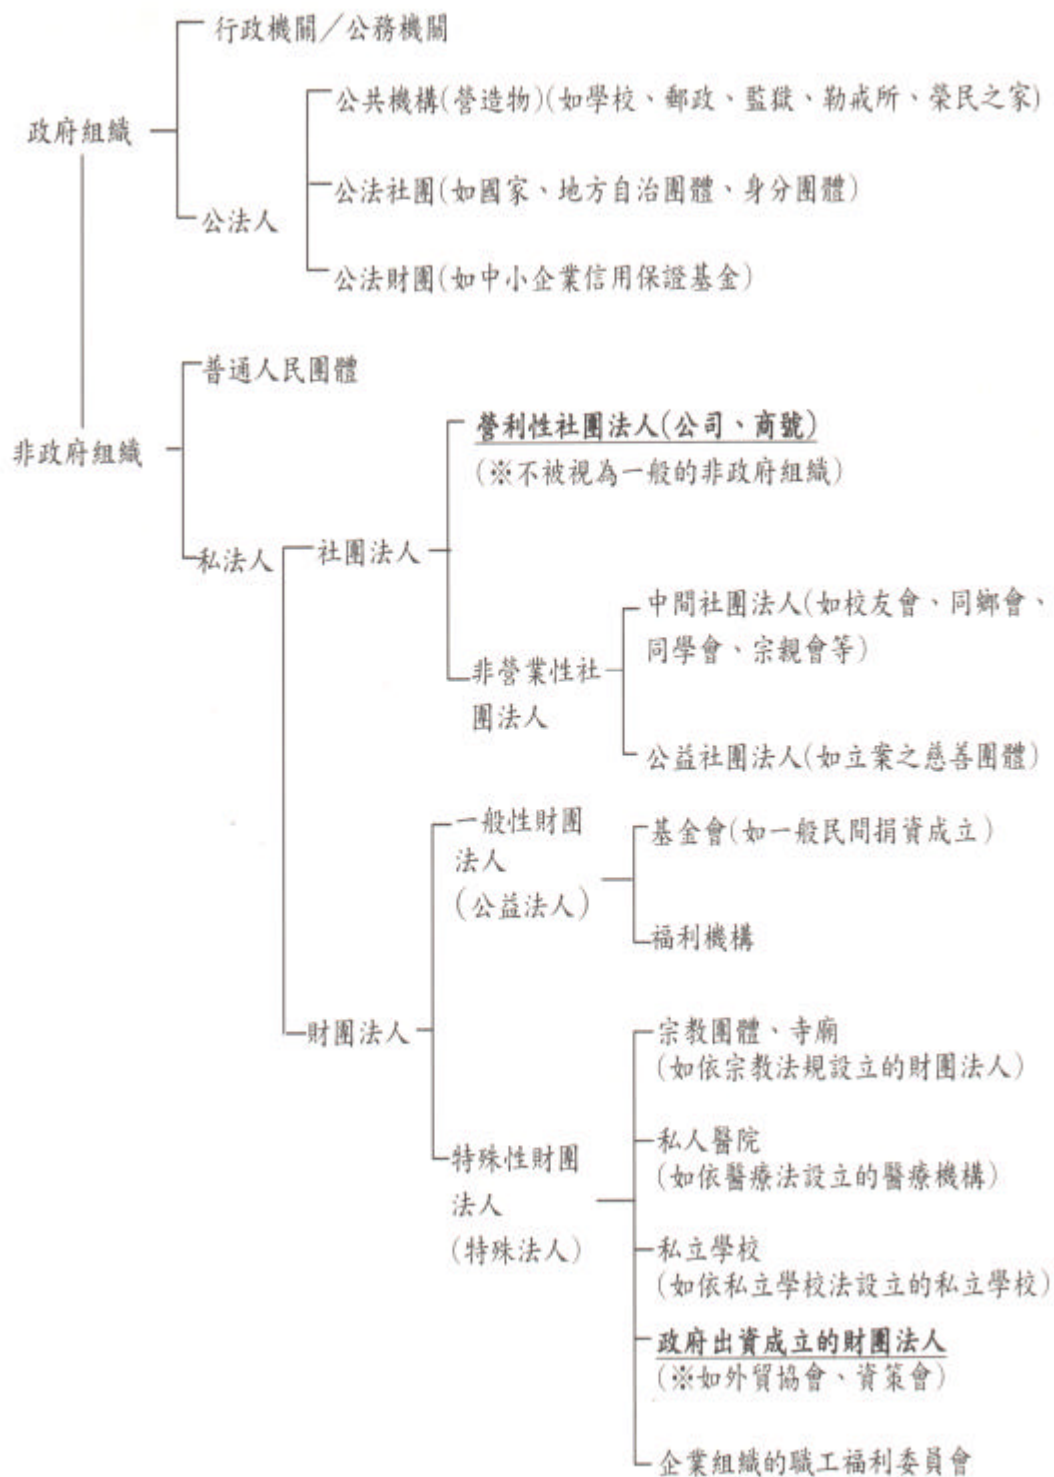 行政機關／公務機關
公共機構(營造物)(如學校、郵政、監獄、勒戒所、榮民之家)
政府組織
公法社團(如國家、地方自治團體、身分團體)
公法人
公法財團(如中小企業信用保證基金)
普通人民團體
非政府組織
營利性社團法人(公司、商號)
(※不被視為一般的非政府組織)
私法人
社團法人
中間社團法人(如校友會、同鄉會、
同學會、宗親會等)
非營業性社
團法人
公益社團法人(如立案之慈善團體)
一般性財團
法人
(公益法人)
基金會(如一般民間捐資成立)
福利機構
財團法人
宗教團體、寺廟
(如依宗教法規設立的財團法人)
特殊性財團
法人
(特殊法人)
私人醫院
(如依醫療法設立的醫療機構)
私立學校
(如依私立學校法設立的私立學校)
政府出資成立的財團法人
(※如外貿協會、資策會)
企業組織的職工福利委員會